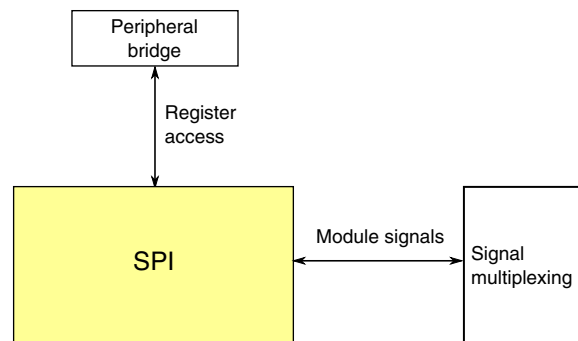 Peripheral
bridge
Register
access
Module signals
SPI
Signal
multiplexing